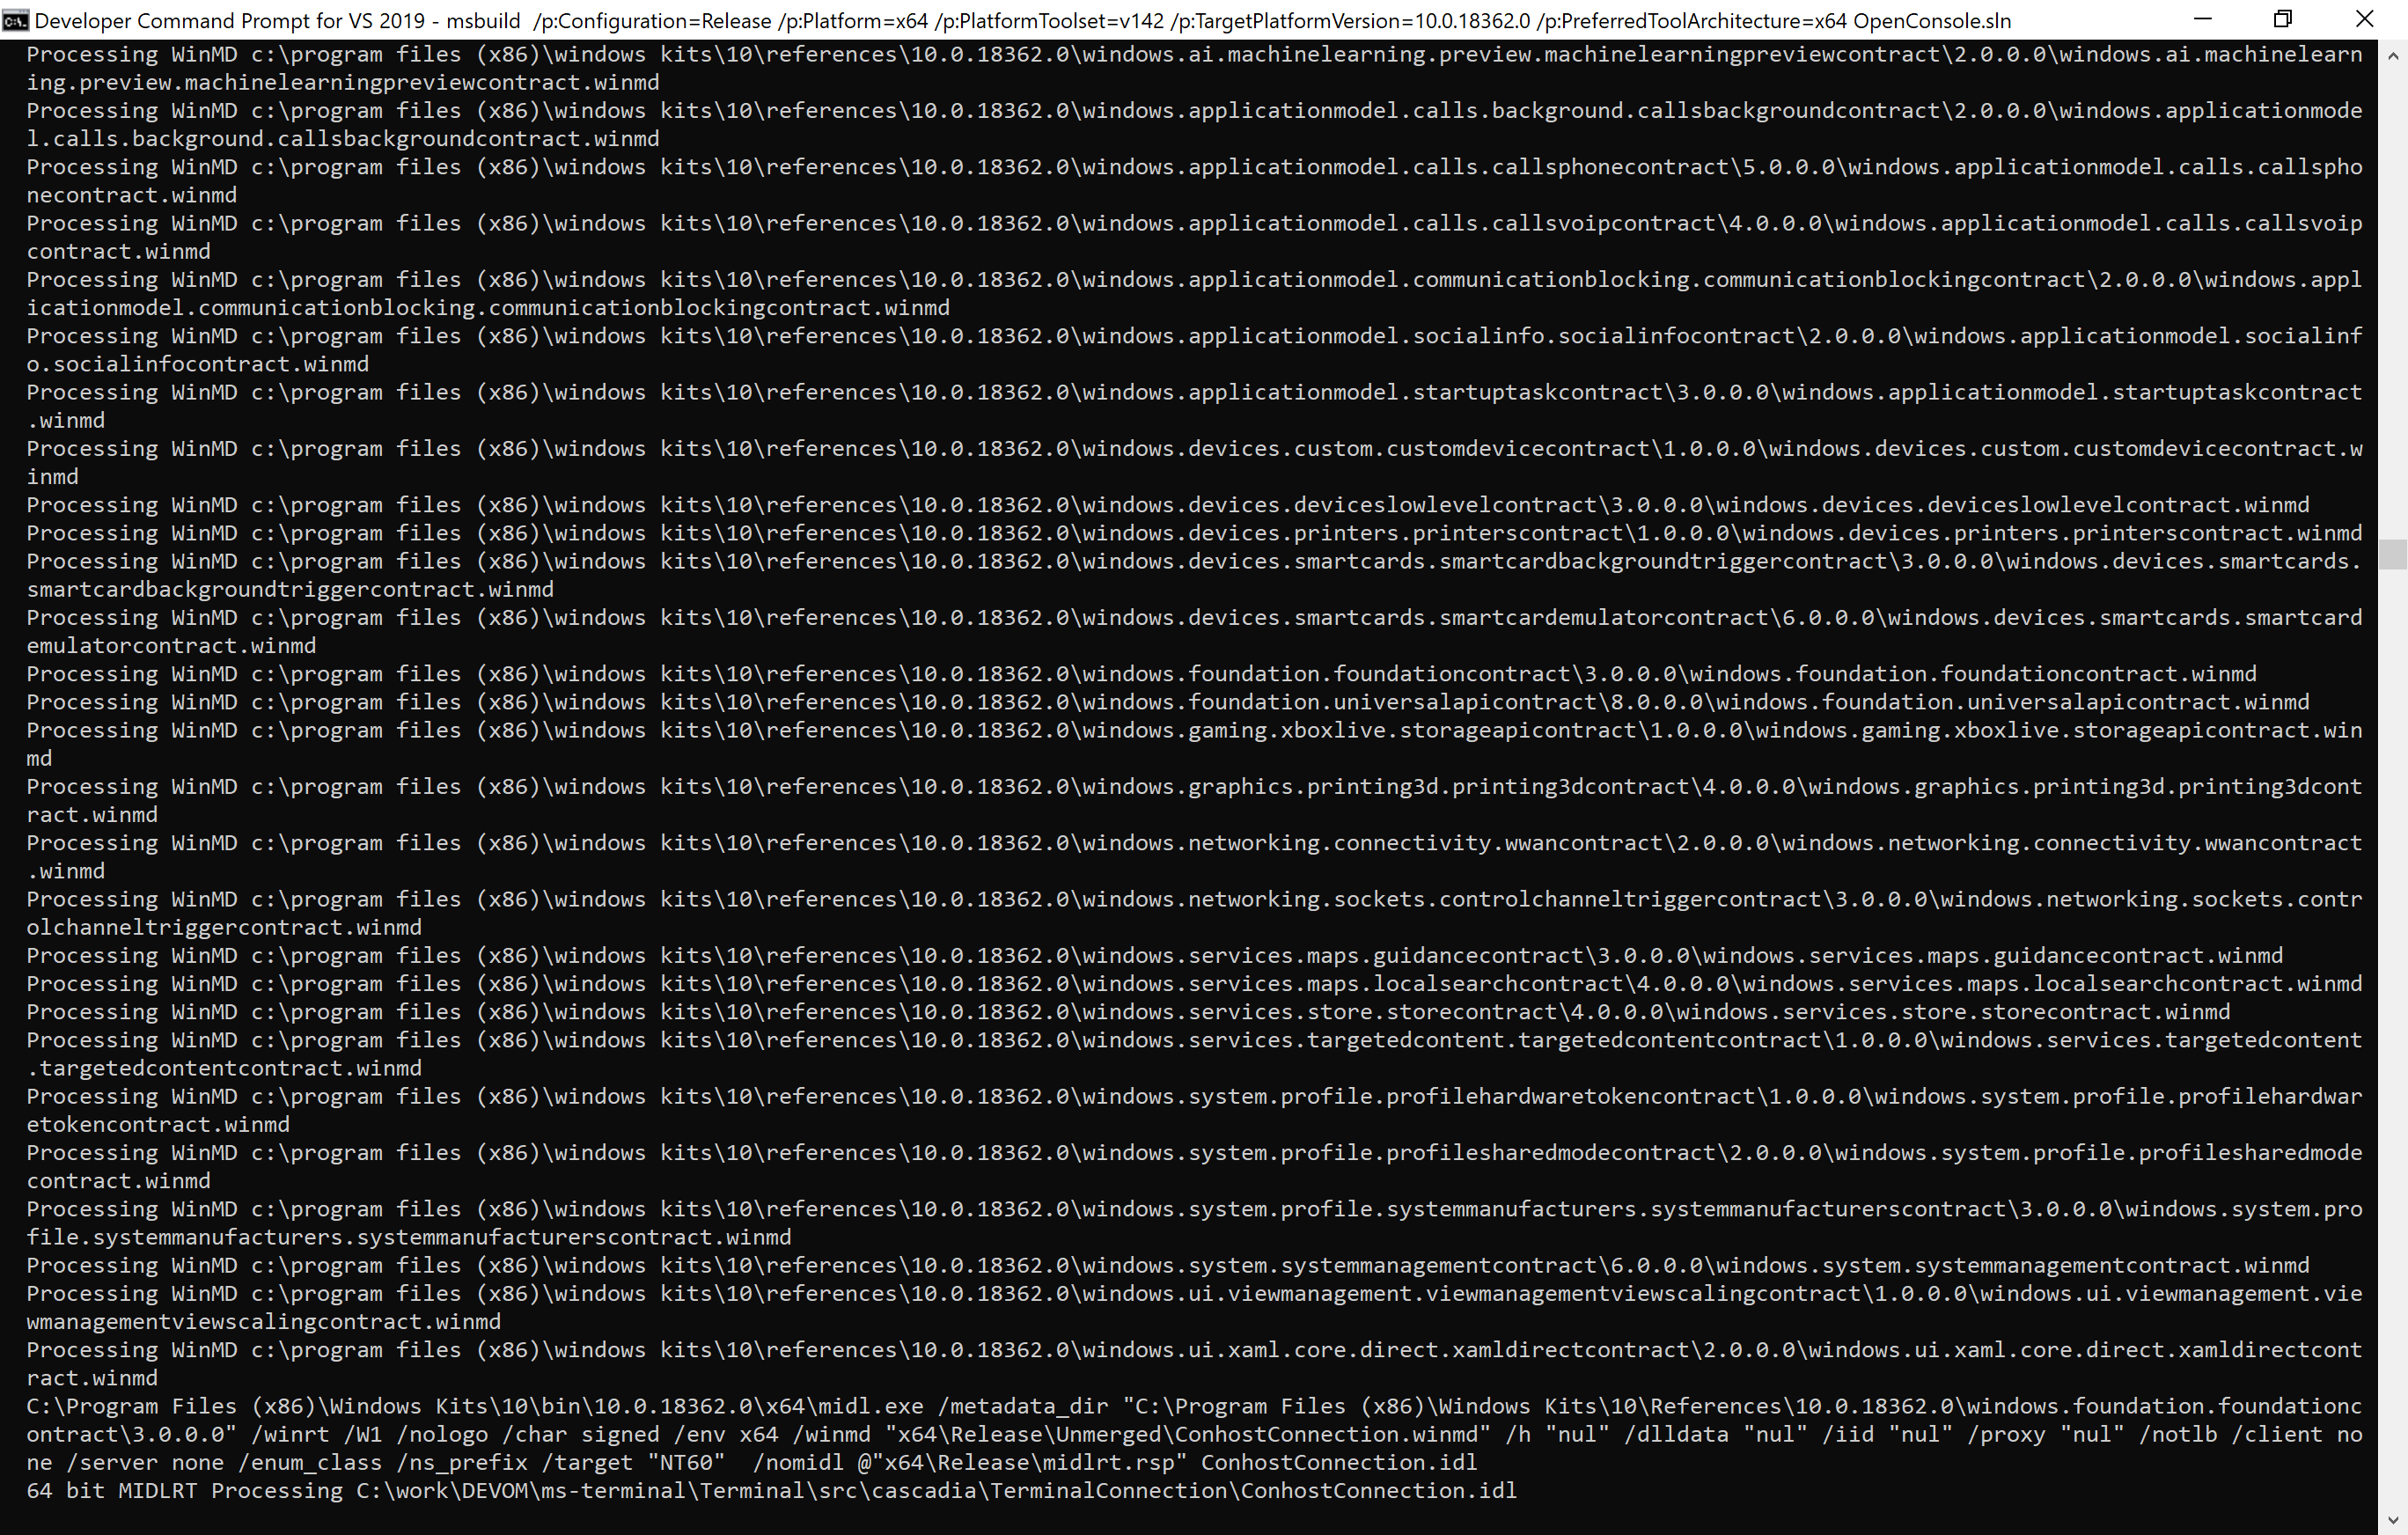 Developer Command Prompt for VS 2019 - msbuild  /p:Configuration=Release /p:Platform=x64 /p:PlatformToolset=v142 /p:TargetPlatformVersion=10.0.18362.0 /p:PreferredToolArchitecture=x64 OpenConsole.sln
Processing WinMD c:\program files (x86)\windows kits\10\references\10.0.18362.0\windows.ai.machinelearning.preview.machinelearningpreviewcontract\2.0.0.0\windows.ai.machinelearn
ing.preview.machinelearningpreviewcontract.winmd
Processing WinMD c:\program files (x86)\windows kits\10\references\10.0.18362.0\windows.applicationmodel.calls.background.callsbackgroundcontract\2.0.0.0\windows.applicationmode
l.calls.background.callsbackgroundcontract.winmd
Processing WinMD c:\program files (x86)\windows kits\10\references\10.0.18362.0\windows.applicationmodel.calls.callsphonecontract\5.0.0.0\windows.applicationmodel.calls.callspho
necontract.winmd
Processing WinMD c:\program files (x86)\windows kits\10\references\10.0.18362.0\windows.applicationmodel.calls.callsvoipcontract\4.0.0.0\windows.applicationmodel.calls.callsvoip
contract.winmd
Processing WinMD c:\program files (x86)\windows kits\10\references\10.0.18362.0\windows.applicationmodel.communicationblocking.communicationblockingcontract\2.0.0.0\windows.appl
icationmodel.communicationblocking.communicationblockingcontract.winmd
Processing WinMD c:\program files (x86)\windows kits\10\references\10.0.18362.0\windows.applicationmodel.socialinfo.socialinfocontract\2.0.0.0\windows.applicationmodel.socialinf
o.socialinfocontract.winmd
Processing WinMD c:\program files (x86)\windows kits\10\references\10.0.18362.0\windows.applicationmodel.startuptaskcontract\3.0.0.0\windows.applicationmodel.startuptaskcontract
.winmd
Processing WinMD c:\program files (x86)\windows kits\10\references\10.0.18362.0\windows.devices.custom.customdevicecontract\1.0.0.0\windows.devices.custom.customdevicecontract.w
inmd
Processing WinMD c:\program files (x86)\windows kits\10\references\10.0.18362.0\windows.devices.deviceslowlevelcontract\3.0.0.0\windows.devices.deviceslowlevelcontract.winmd
Processing WinMD c:\program files (x86)\windows kits\10\references\10.0.18362.0\windows.devices.printers.printerscontract\1.0.0.0\windows.devices.printers.printerscontract.winmd
Processing WinMD c:\program files (x86)\windows kits\10\references\10.0.18362.0\windows.devices.smartcards.smartcardbackgroundtriggercontract\3.0.0.0\windows.devices.smartcards.
smartcardbackgroundtriggercontract.winmd
Processing WinMD c:\program files (x86)\windows kits\10\references\10.0.18362.0\windows.devices.smartcards.smartcardemulatorcontract\6.0.0.0\windows.devices.smartcards.smartcard
emulatorcontract.winmd
Processing WinMD c:\program files (x86)\windows kits\10\references\10.0.18362.0\windows.foundation.foundationcontract\3.0.0.0\windows.foundation.foundationcontract.winmd
Processing WinMD c:\program files (x86)\windows kits\10\references\10.0.18362.0\windows.foundation.universalapicontract\8.0.0.0\windows.foundation.universalapicontract.winmd
Processing WinMD c:\program files (x86)\windows kits\10\references\10.0.18362.0\windows.gaming.xboxlive.storageapicontract\1.0.0.0\windows.gaming.xboxlive.storageapicontract.win
md
Processing WinMD c:\program files (x86)\windows kits\10\references\10.0.18362.0\windows.graphics.printing3d.printing3dcontract\4.0.0.0\windows.graphics.printing3d.printing3dcont
ract.winmd
Processing WinMD c:\program files (x86)\windows kits\10\references\10.0.18362.0\windows.networking.connectivity.wwancontract\2.0.0.0\windows.networking.connectivity.wwancontract
.winmd
Processing WinMD c:\program files (x86)\windows kits\10\references\10.0.18362.0\windows.networking.sockets.controlchanneltriggercontract\3.0.0.0\windows.networking.sockets.contr
olchanneltriggercontract.winmd
Processing WinMD c:\program files (x86)\windows kits\10\references\10.0.18362.0\windows.services.maps.guidancecontract\3.0.0.0\windows.services.maps.guidancecontract.winmd
Processing WinMD c:\program files (x86)\windows kits\10\references\10.0.18362.0\windows.services.maps.localsearchcontract\4.0.0.0\windows.services.maps.localsearchcontract.winmd
Processing WinMD c:\program files (x86)\windows kits\10\references\10.0.18362.0\windows.services.store.storecontract\4.0.0.0\windows.services.store.storecontract.winmd
Processing WinMD c:\program files (x86)\windows kits\10\references\10.0.18362.0\windows.services.targetedcontent.targetedcontentcontract\1.0.0.0\windows.services.targetedcontent
.targetedcontentcontract.winmd
Processing WinMD c:\program files (x86)\windows kits\10\references\10.0.18362.0\windows.system.profile.profilehardwaretokencontract\1.0.0.0\windows.system.profile.profilehardwar
etokencontract.winmd
Processing WinMD c:\program files (x86)\windows kits\10\references\10.0.18362.0\windows.system.profile.profilesharedmodecontract\2.0.0.0\windows.system.profile.profilesharedmode
contract.winmd
Processing WinMD c:\program files (x86)\windows kits\10\references\10.0.18362.0\windows.system.profile.systemmanufacturers.systemmanufacturerscontract\3.0.0.0\windows.system.pro
file.systemmanufacturers.systemmanufacturerscontract.winmd
Processing WinMD c:\program files (x86)\windows kits\10\references\10.0.18362.0\windows.system.systemmanagementcontract\6.0.0.0\windows.system.systemmanagementcontract.winmd
Processing WinMD c:\program files (x86)\windows kits\10\references\10.0.18362.0\windows.ui.viewmanagement.viewmanagementviewscalingcontract\1.0.0.0\windows.ui.viewmanagement.vie
wmanagementviewscalingcontract.winmd
Processing WinMD c:\program files (x86)\windows kits\10\references\10.0.18362.0\windows.ui.xaml.core.direct.xamldirectcontract\2.0.0.0\windows.ui.xaml.core.direct.xamldirectcont
ract.winmd
C:\Program Files (x86)\Windows Kits\10\bin\10.0.18362.0\x64\midl.exe /metadata_dir "C:\Program Files (x86)\Windows Kits\10\References\10.0.18362.0\windows.foundation.foundationc
ontract\3.0.0.0" /winrt /W1 /nologo /char signed /env x64 /winmd "x64\Release\Unmerged\ConhostConnection.winmd" /h "nul" /dlldata "nul" /iid "nul" /proxy "nul" /notlb /client no
ne /server none /enum_class /ns_prefix /target "NT60"  /nomidl @"x64\Release\midlrt.rsp" ConhostConnection.idl
64 bit MIDLRT Processing C:\work\DEVOM\ms-terminal\Terminal\src\cascadia\TerminalConnection\ConhostConnection.idl